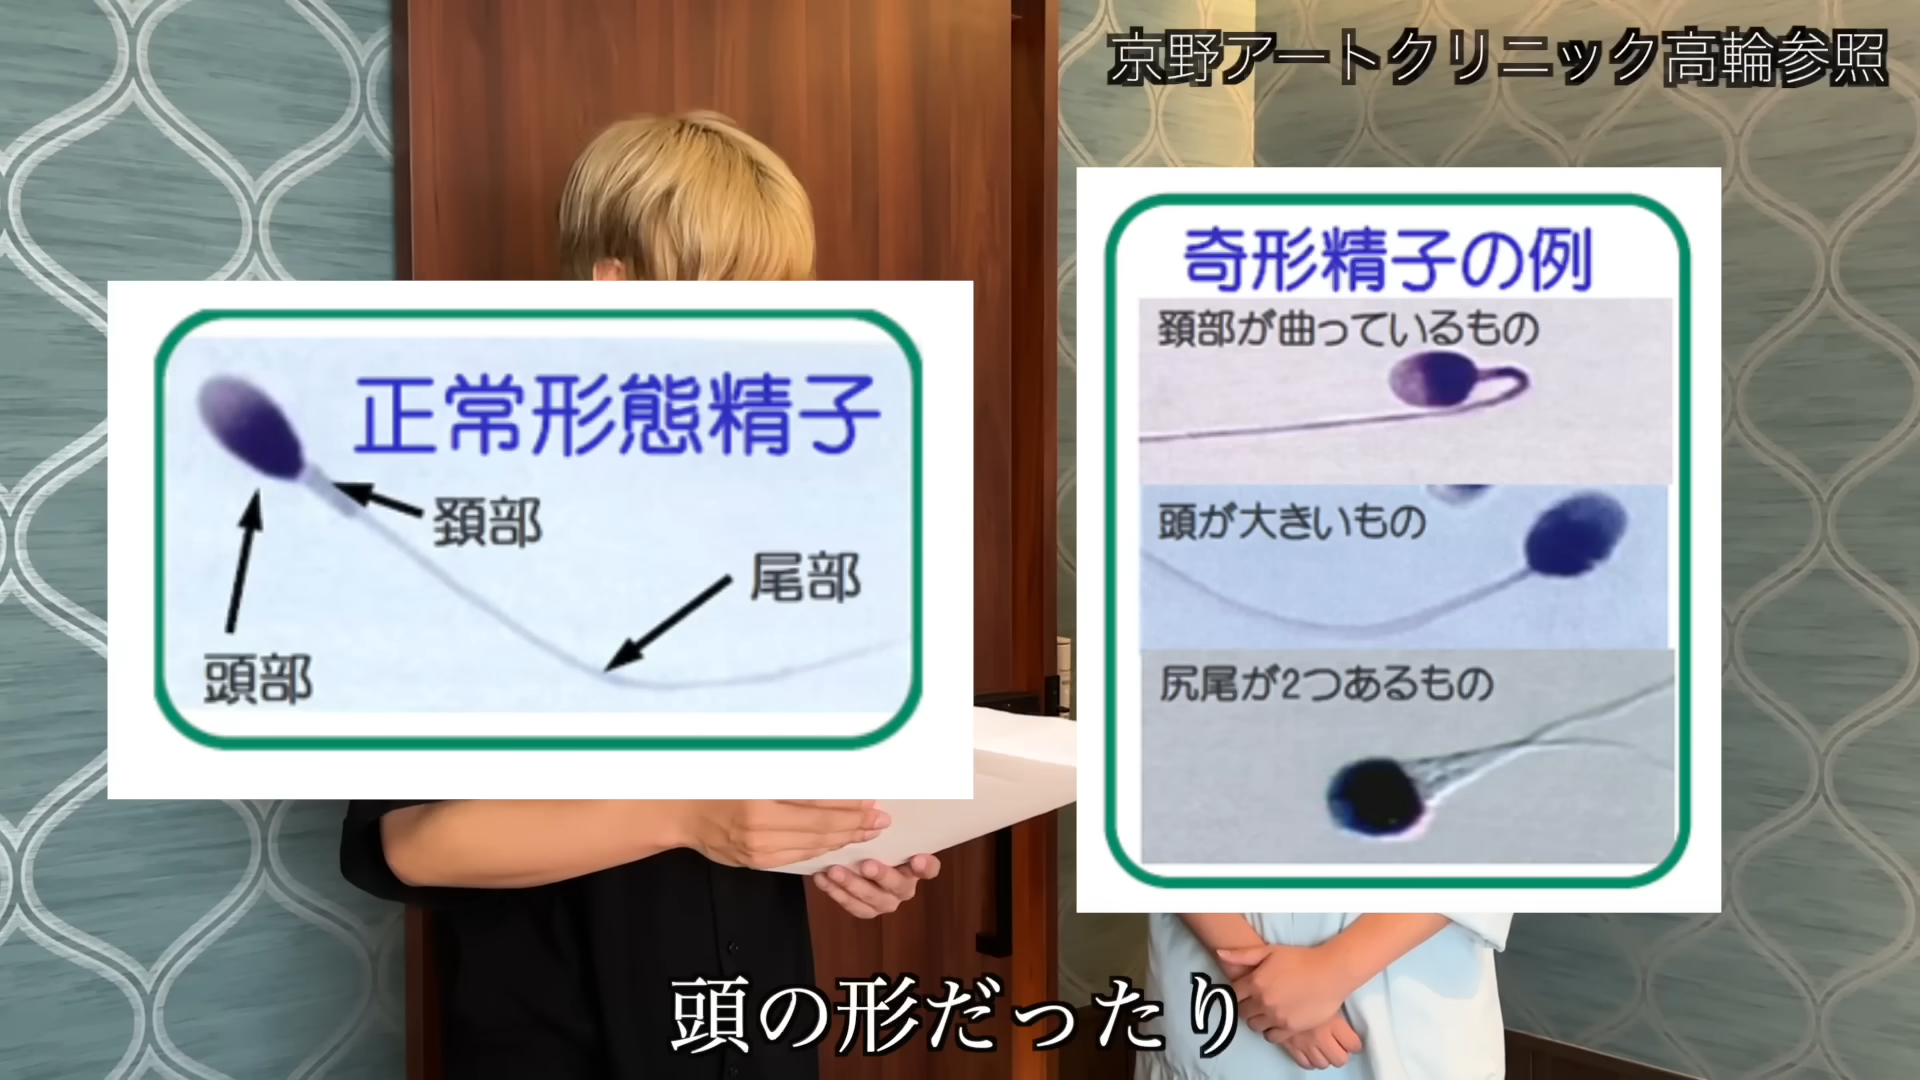 京野アートクリニック高輪参照
正常形態精子
頚部
尾部
頭部
奇形精子の例
頚部が曲っているもの
頭が大きいもの
尻尾が2つあるもの
頭の形だったり